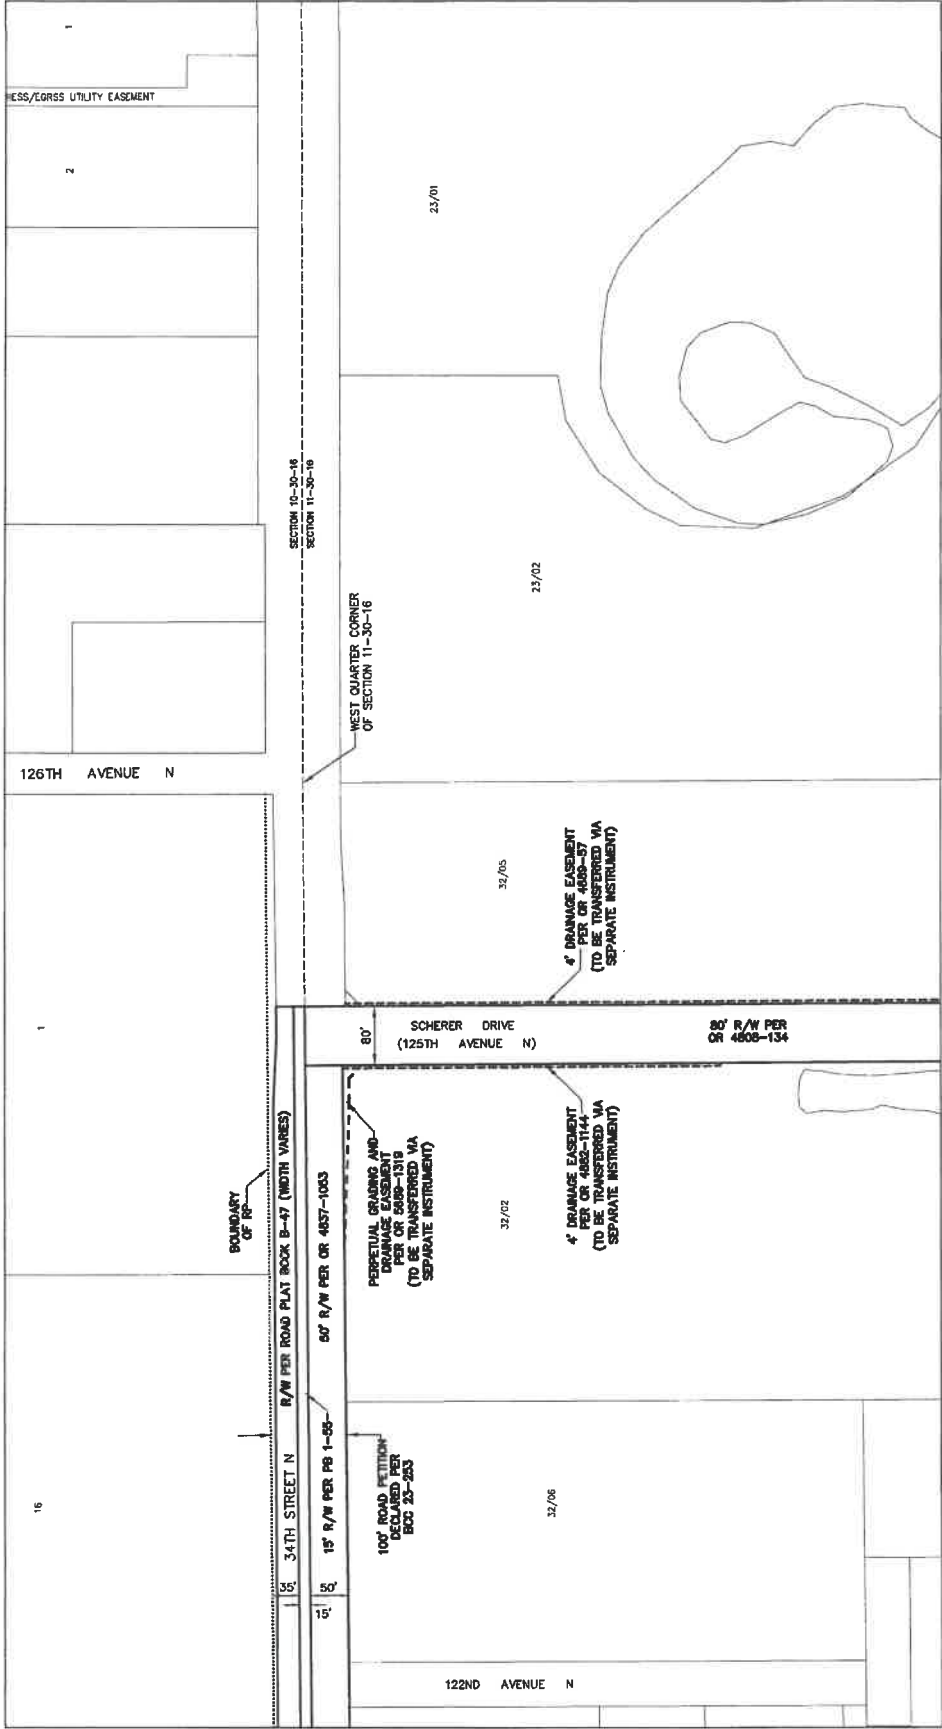 1
ESS/EGRSS UTILITY EASEMENT
2
23/01
SECTION 10-30-16
SECTION 11-30-16
23/02
WEST QUARTER CORNER
OF SECTION 11-30-16
126TH AVENUE N
32/05
4' DRAINAGE EASEMENT
PER OR 4689-57
(TO BE TRANSFERRED VIA
SEPARATE INSTRUMENT)
1
80'
SCHERER DRIVE
(125TH AVENUE N)
80' R/W PER
OR 4808-134
BOUNDARY
OF RP
R/W PER ROAD PLAT BOOK B-47 (WIDTH VARIES)
60' R/W PER OR 4837-1063
PERPETUAL GRADING AND
DRAINAGE EASEMENT
PER OR 5689-1319
(TO BE TRANSFERRED VIA
SEPARATE INSTRUMENT)
32/02
4' DRAINAGE EASEMENT
PER OR 4682-1144
(TO BE TRANSFERRED VIA
SEPARATE INSTRUMENT)
16
34TH STREET N
15' R/W PER PB 1-55
100' ROAD PETITION
DECLARED PER
BCC 23-253
32/06
35'
50'
15'
122ND AVENUE N